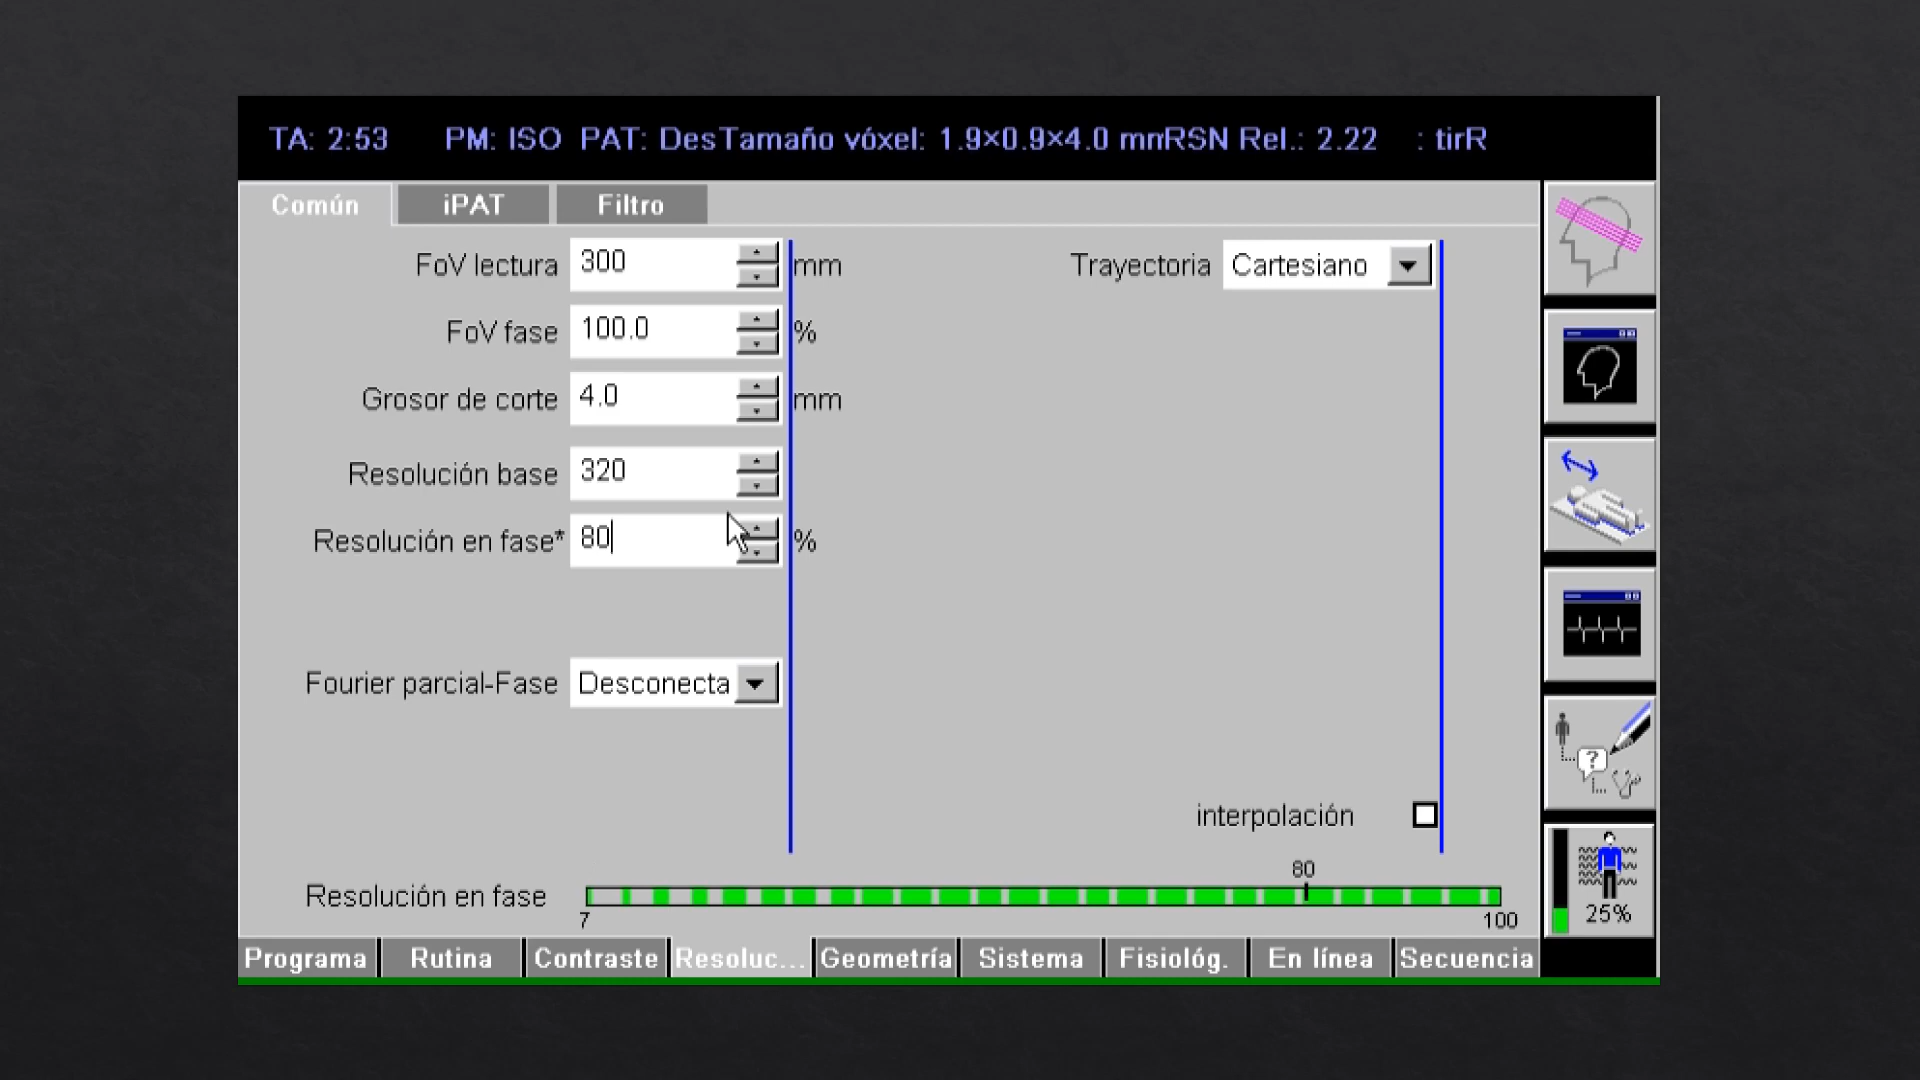 TA: 2:53 PM: ISO PAT: DesTamaño vóxel: 1.9×0.9×4.0 mmRSN Rel.: 2.22 : tirR
Común iPAT Filtro
FoV lectura 300 mm Trayectoria Cartesiano
FoV fase 100.0 %
Grosor de corte 4.0 mm
Resolución base 320
Resolución en fase* 80 %
Fourier parcial-Fase Desconecta
?
interpolación
80
Resolución en fase
7 100
25%
Programa Rutina Contraste Resoluc... Geometría Sistema Fisiológ. En línea Secuencia